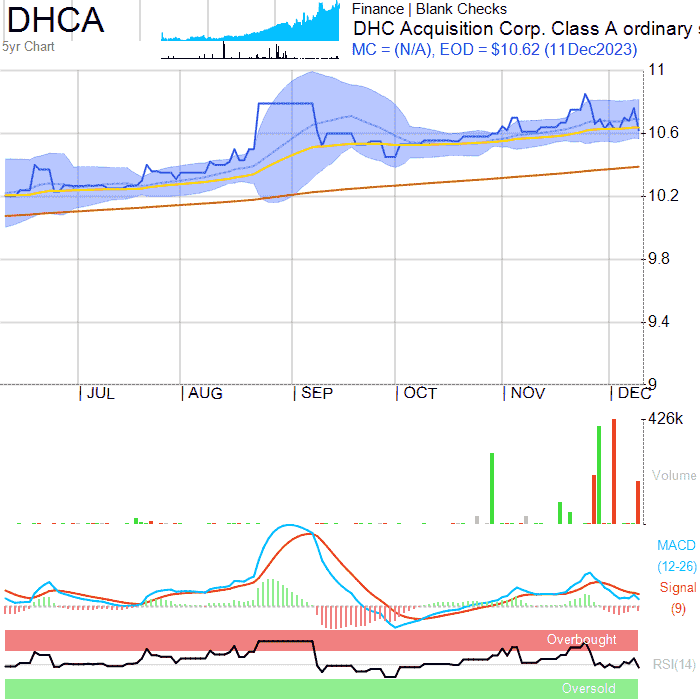 DHCA
5yr Chart
Finance | Blank Checks
DHC Acquisition Corp. Class A ordinary s
MC = (N/A), EOD = $10.62 (11Dec2023)
11
10.6
10.2
9.8
9.4
9
| JUL | AUG | SEP | OCT | NOV | DEC
426k
Volume
MACD
(12-26)
Signal
(9)
Overbought
RSI(14)
Oversold